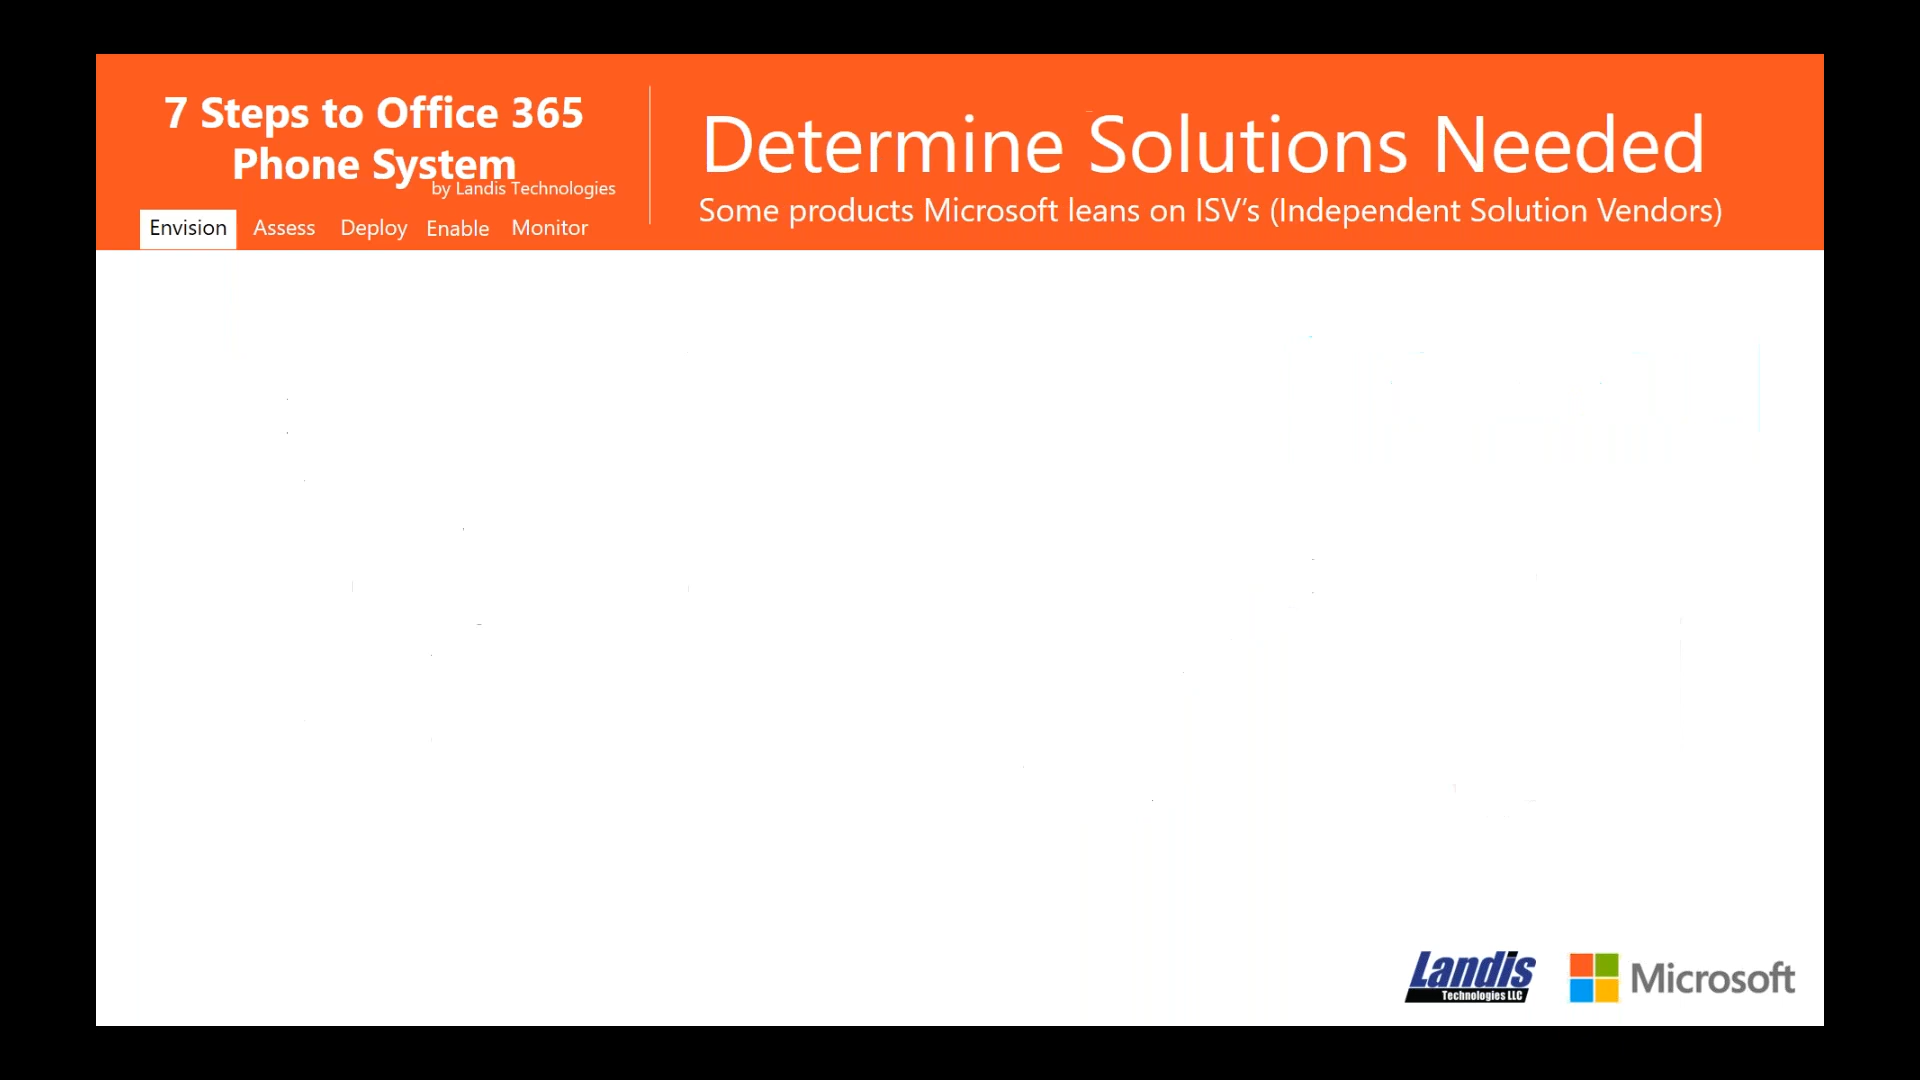 7 Steps to Office 365
Phone System
by Landis Technologies
Envision Assess Deploy Enable Monitor
Determine Solutions Needed
Some products Microsoft leans on ISV's (Independent Solution Vendors)
Landis
Technologies LLC
Microsoft